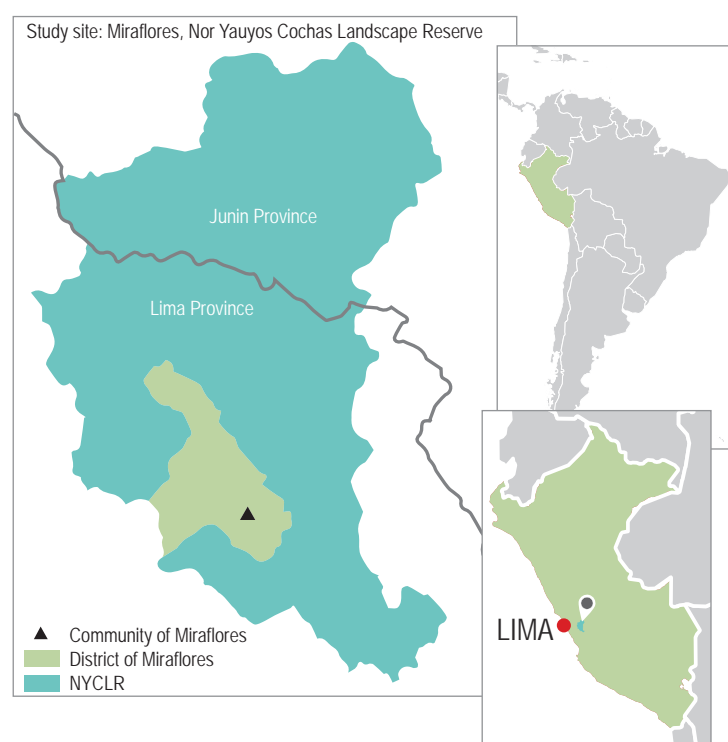 Study site: Miraflores, Nor Yauyos Cochas Landscape Reserve
Junin Province
Lima Province
Community of Miraflores
District of Miraflores
NYCLR
LIMA